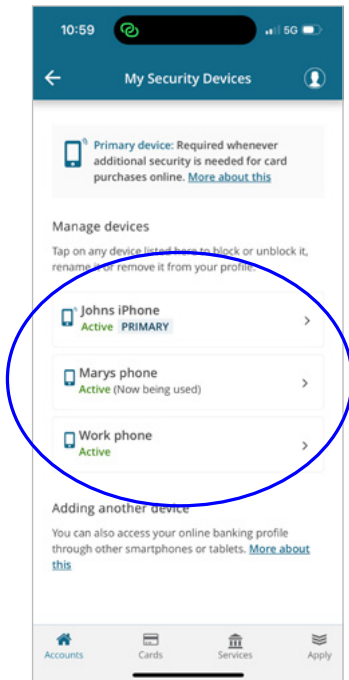 10:59 5G
My Security Devices
Primary device: Required whenever
additional security is needed for card
purchases online. More about this
Manage devices
Tap on any device listed here to block or unblock it,
rename it or remove it from your profile.
Johns iPhone
Active PRIMARY
Marys phone
Active (Now being used)
Work phone
Active
Adding another device
You can also access your online banking profile
through other smartphones or tablets. More about
this
Accounts Cards Services Apply